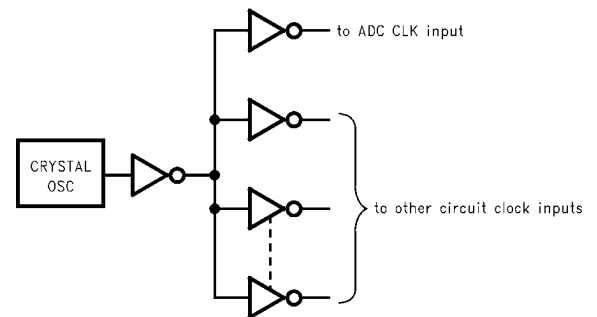 to ADC CLK input
CRYSTAL
OSC
to other circuit clock inputs